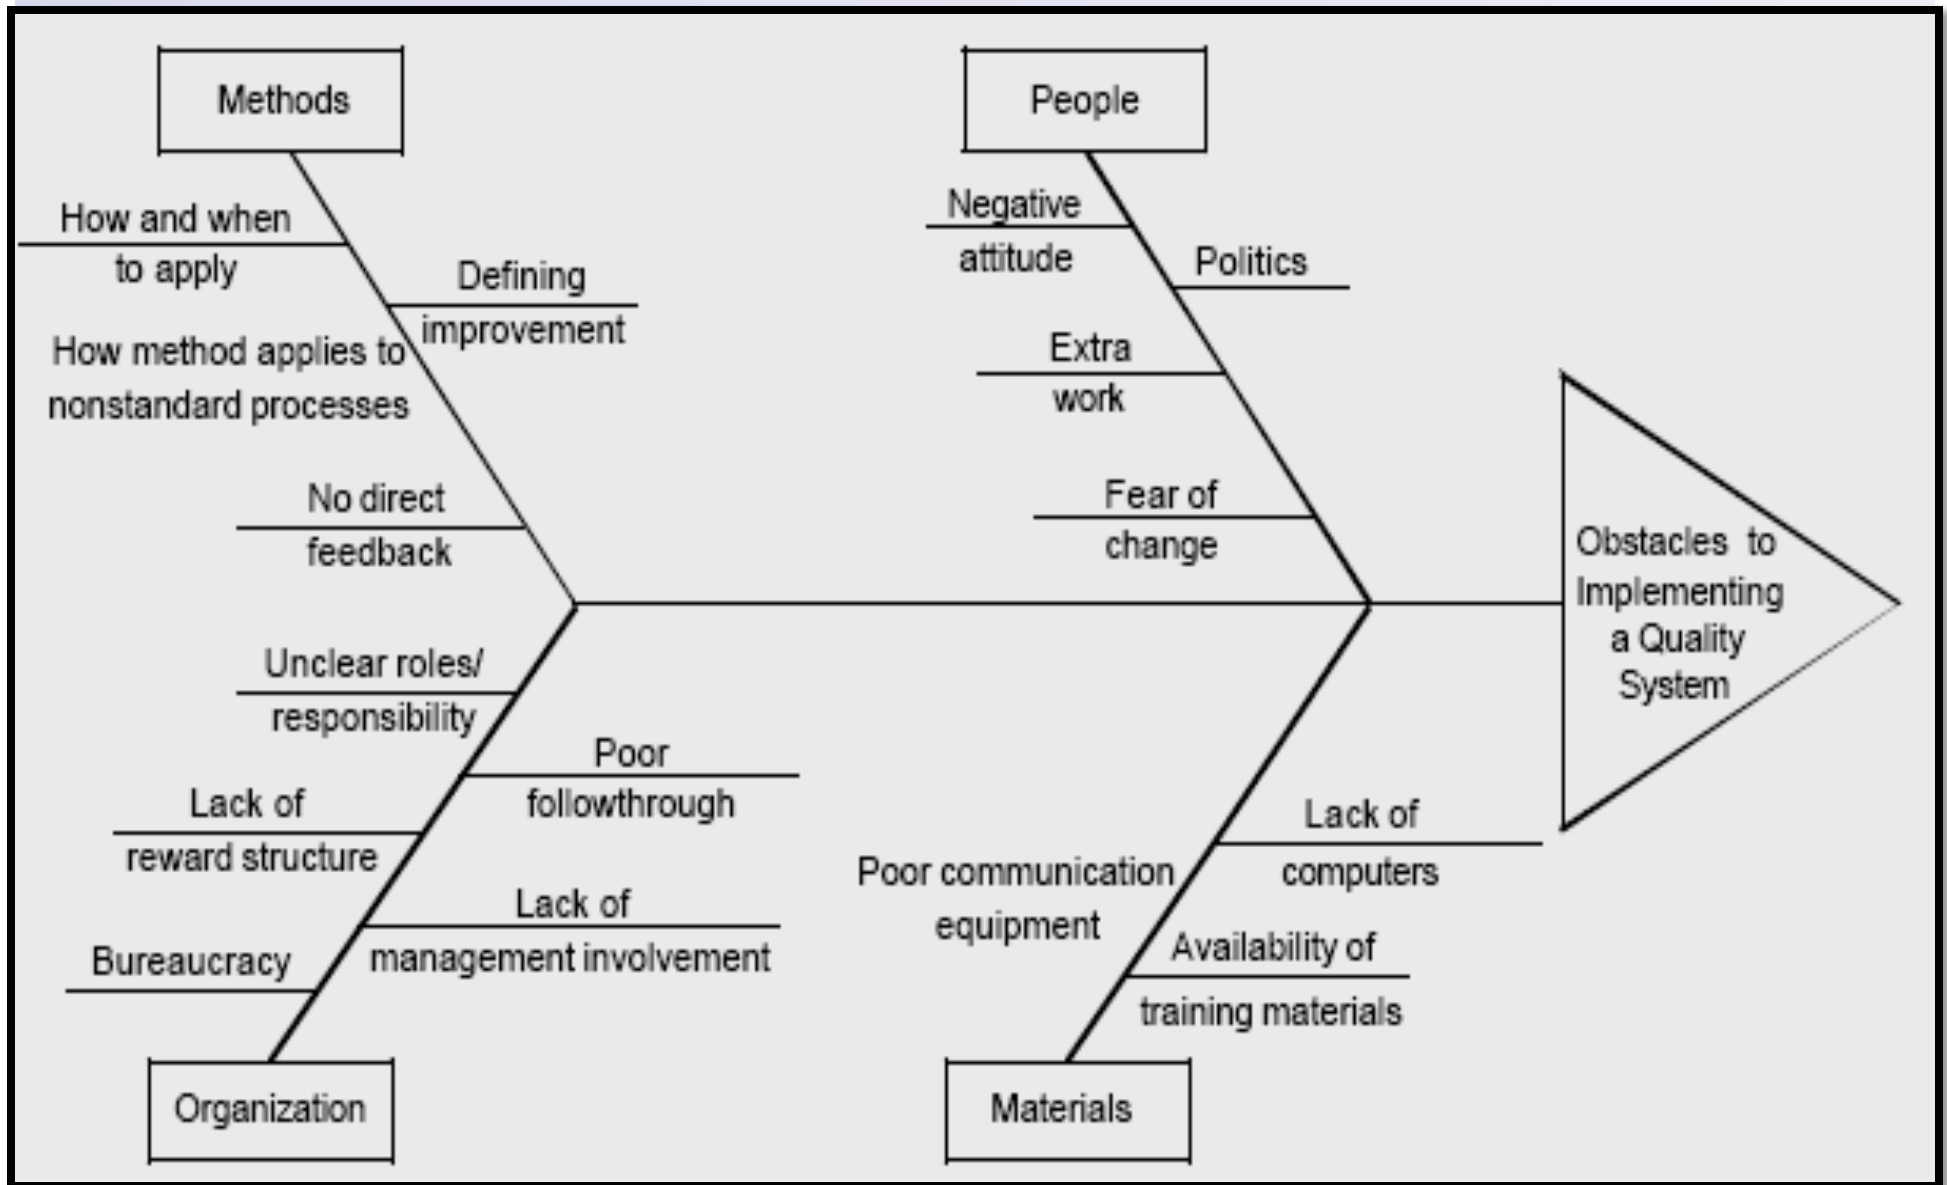 Methods
People
How and when
to apply
Defining
improvement
How method applies to
nonstandard processes
No direct
feedback
Negative
attitude
Politics
Extra
work
Fear of
change
Obstacles to
Implementing
a Quality
System
Unclear roles/
responsibility
Poor
followthrough
Lack of
reward structure
Lack of
management involvement
Bureaucracy
Organization
Lack of
computers
Poor communication
equipment
Availability of
training materials
Materials